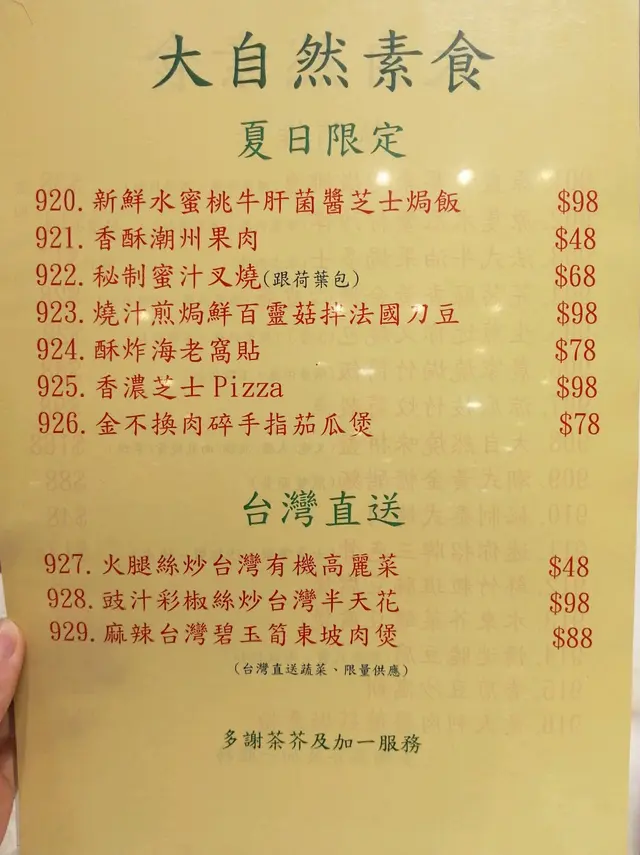 大自然素食
夏日限定
920. 新鮮水蜜桃牛肝菌醬芝士焗飯 $98
921. 香酥潮州果肉 $48
922. 秘制蜜汁叉燒(跟荷葉包) $68
923. 燒汁煎焗鮮百靈菇拌法國刀豆 $98
924. 酥炸海老窩貼 $78
925. 香濃芝士Pizza $98
926. 金不換肉碎手指茄瓜煲 $78
台灣直送
927. 火腿絲炒台灣有機高麗菜 $48
928. 豉汁彩椒絲炒台灣半天花 $98
929. 麻辣台灣碧玉筍東坡肉煲 $88
(台灣直送蔬菜、限量供應)
多謝茶芥及加一服務